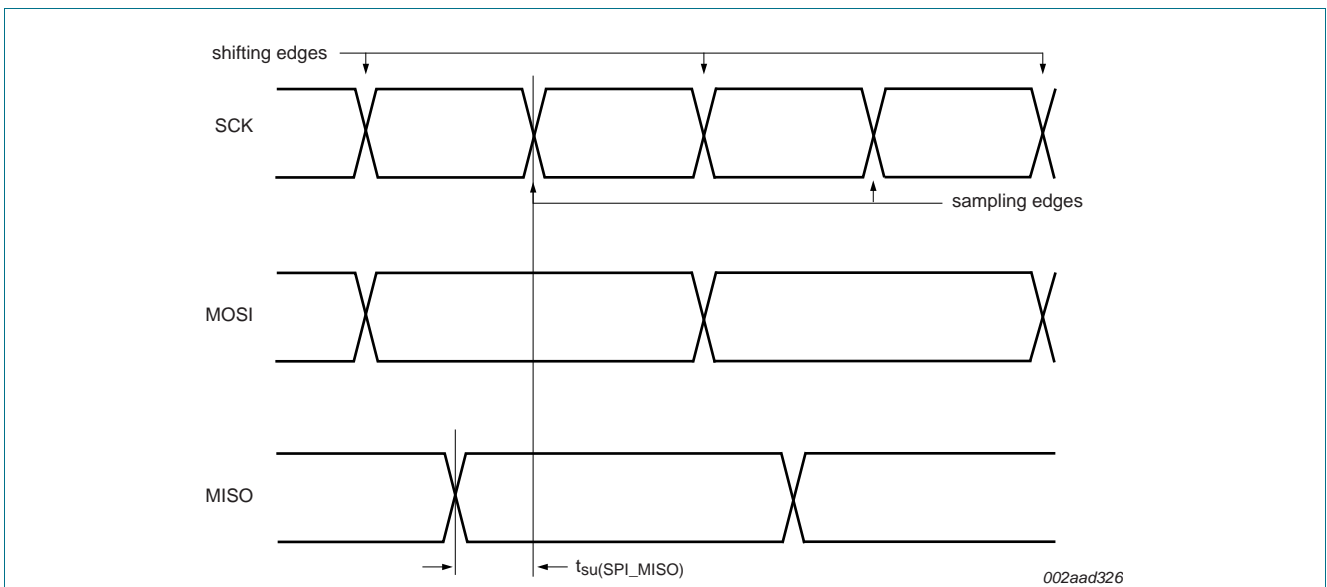 shifting edges
SCK
sampling edges
MOSI
MISO
tsu(SPI_MISO)
002aad326